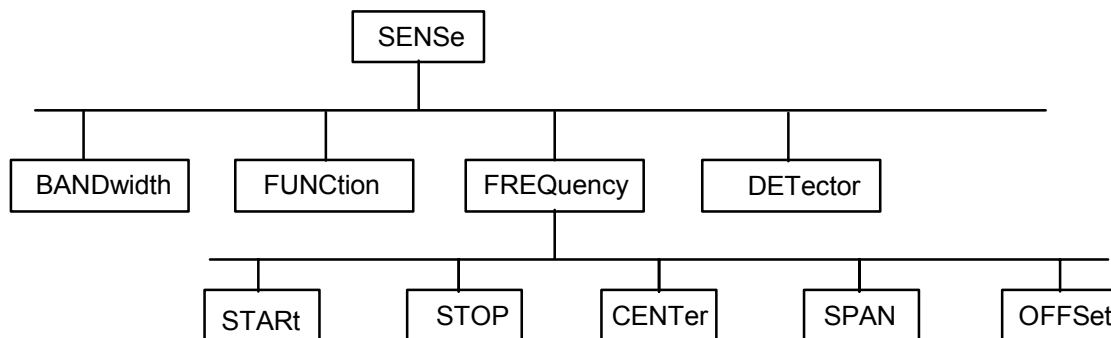 SENSe
BANDwidth
FUNCtion
FREQuency
DETector
STARt
STOP
CENTer
SPAN
OFFSet